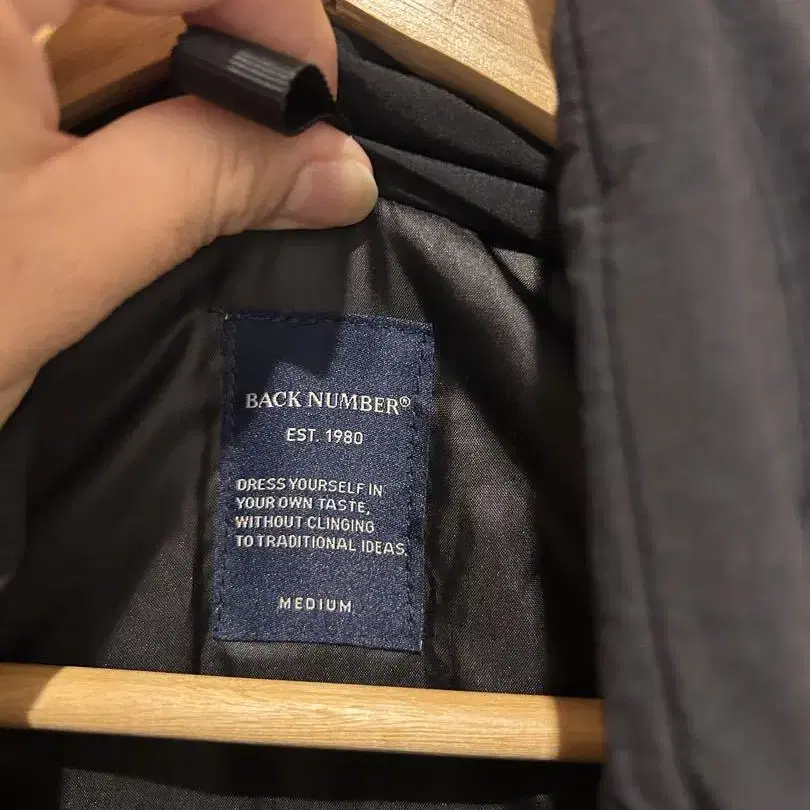 BACK NUMBER®
EST. 1980
DRESS YOURSELF IN
YOUR OWN TASTE,
WITHOUT CLINGING
TO TRADITIONAL IDEAS.
MEDIUM